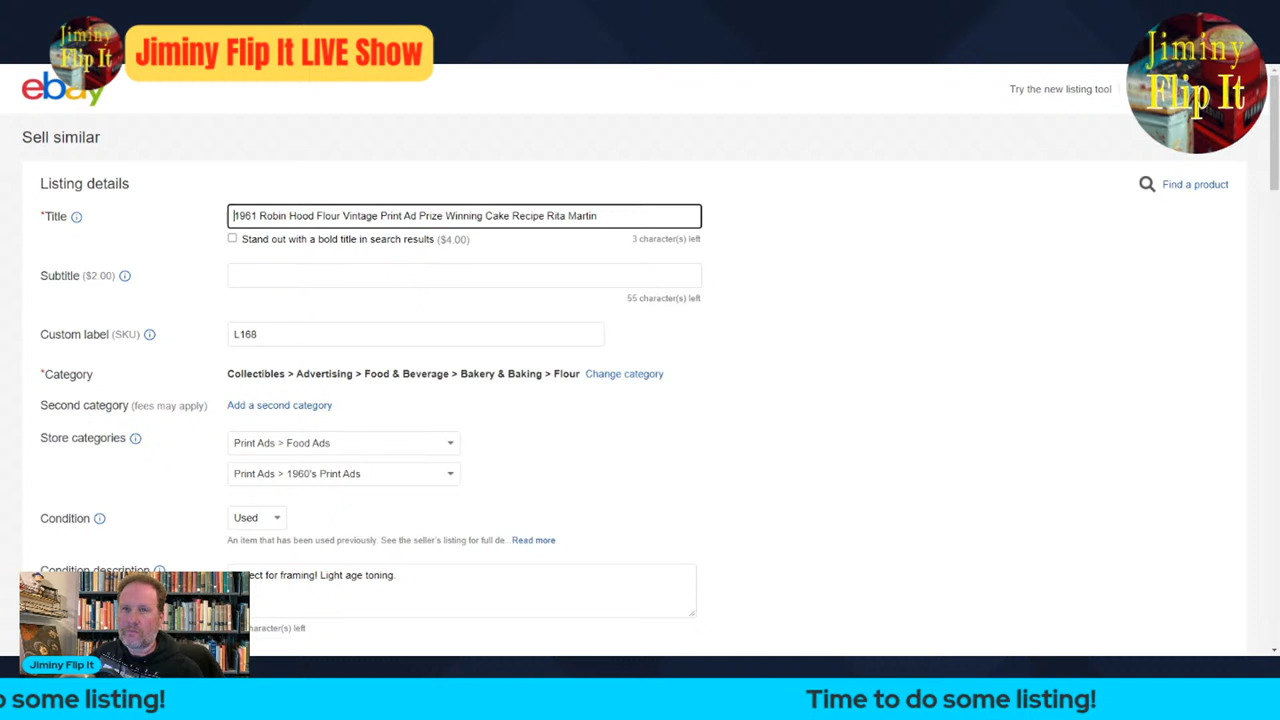 Jiminy Flip It
Jiminy Flip It LIVE Show
Jiminy Flip It
ebay
Try the new listing tool
Sell similar
Listing details
Find a product
*Title
1961 Robin Hood Flour Vintage Print Ad Prize Winning Cake Recipe Rita Martin
Stand out with a bold title in search results ($4.00)
3 character(s) left
Subtitle ($2.00)
55 character(s) left
Custom label (SKU)
L168
*Category
Collectibles > Advertising > Food & Beverage > Bakery & Baking > Flour Change category
Second category (fees may apply)
Add a second category
Store categories
Print Ads > Food Ads
Print Ads > 1960's Print Ads
Condition
Used
An item that has been used previously. See the seller's listing for full de... Read more
Condition description
ect for framing! Light age toning.
haracter(s) left
Jiminy Flip It
o some listing!
Time to do some listing!